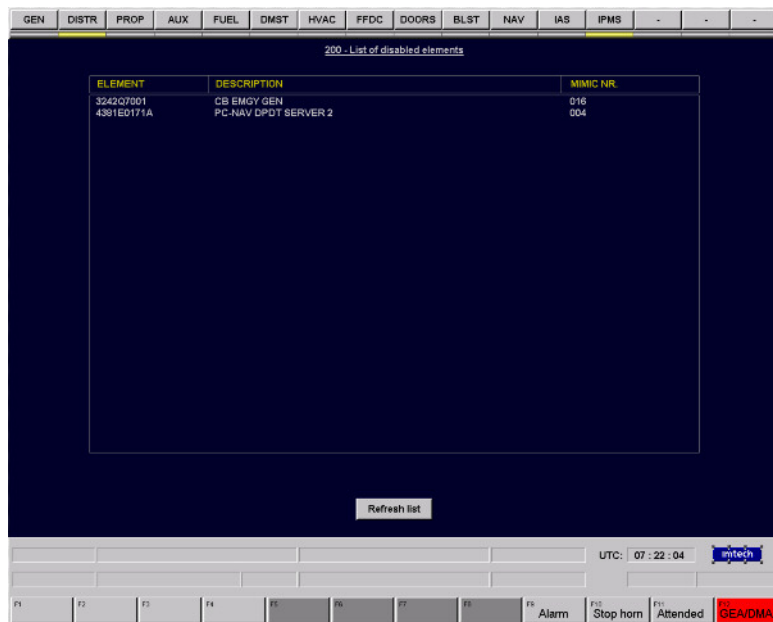 GEN DISTR PROP AUX FUEL DMST HVAC FFDC DOORS BLST NAV IAS IPMS - - -
200 - List of disabled elements
ELEMENT DESCRIPTION MIMIC NR.
3242Q7001 CB EMGY GEN 016
4381E0171A PC-NAV DPDT SERVER 2 004
Refresh list
UTC: 07 : 22 : 04 imtech
F1 F2 F3 F4 F5 F6 F7 F8 F9 Alarm F10 Stop horn F11 Attended F12 GEA/DMA